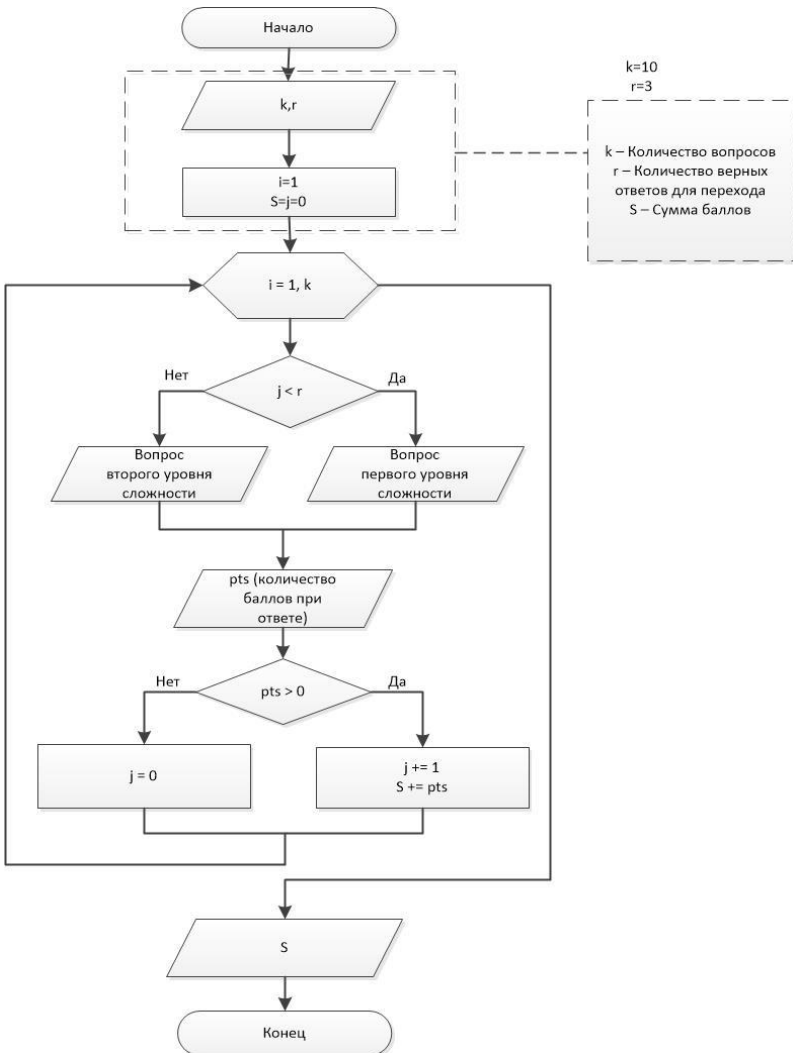 Начало
k=10
r=3
k,r
k – Количество вопросов
r – Количество верных
ответов для перехода
S – Сумма баллов
i=1
S=j=0
i = 1, k
Нет
j < r
Да
Вопрос
второго уровня
сложности
Вопрос
первого уровня
сложности
pts (количество
баллов при
ответе)
Нет
pts > 0
Да
j = 0
j += 1
S += pts
S
Конец